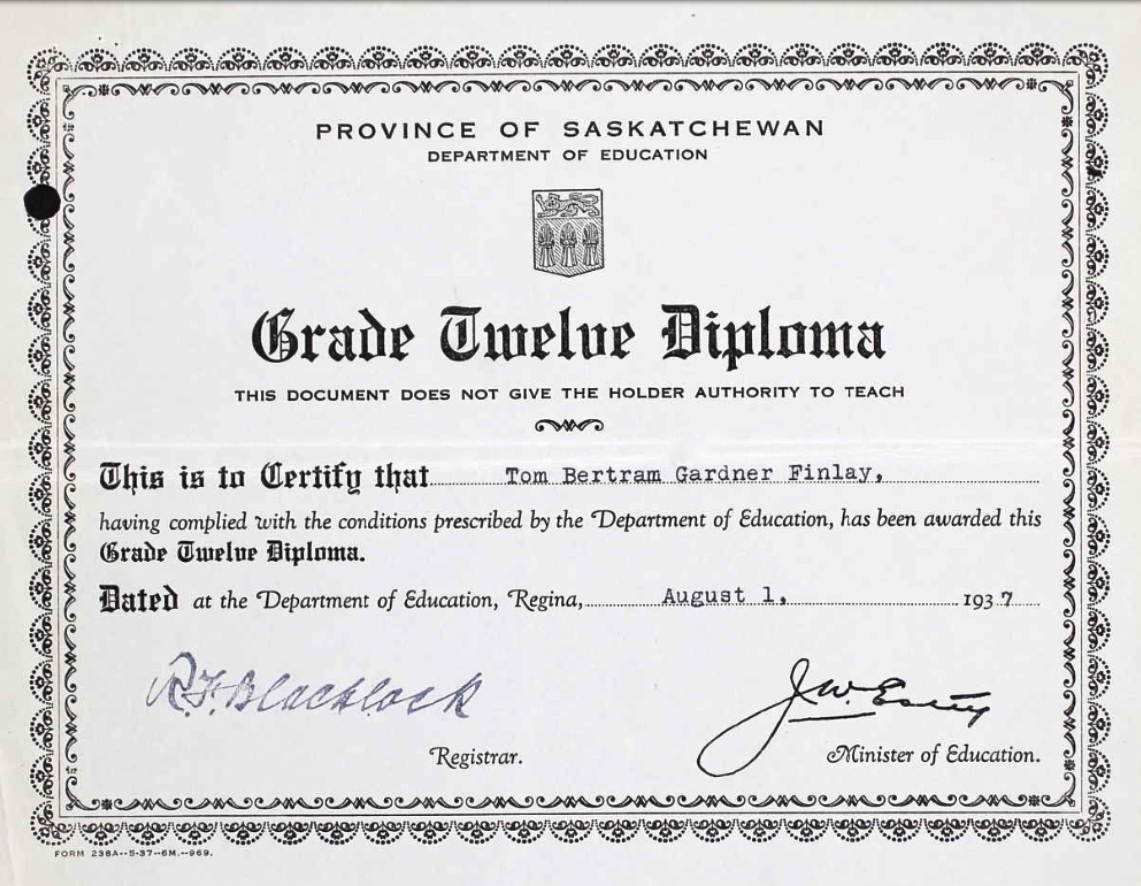 PROVINCE OF SASKATCHEWAN
DEPARTMENT OF EDUCATION
Grade Twelve Diploma
THIS DOCUMENT DOES NOT GIVE THE HOLDER AUTHORITY TO TEACH
This is to Certify that Tom Bertram Gardner Finlay,
having complied with the conditions prescribed by the Department of Education, has been awarded this
Grade Twelve Diploma.
Dated at the Department of Education, Regina, August 1, 1937
R.F. Blacklock J.W. Estey
Registrar. Minister of Education.
FORM 238A--5-37--6M.--969.